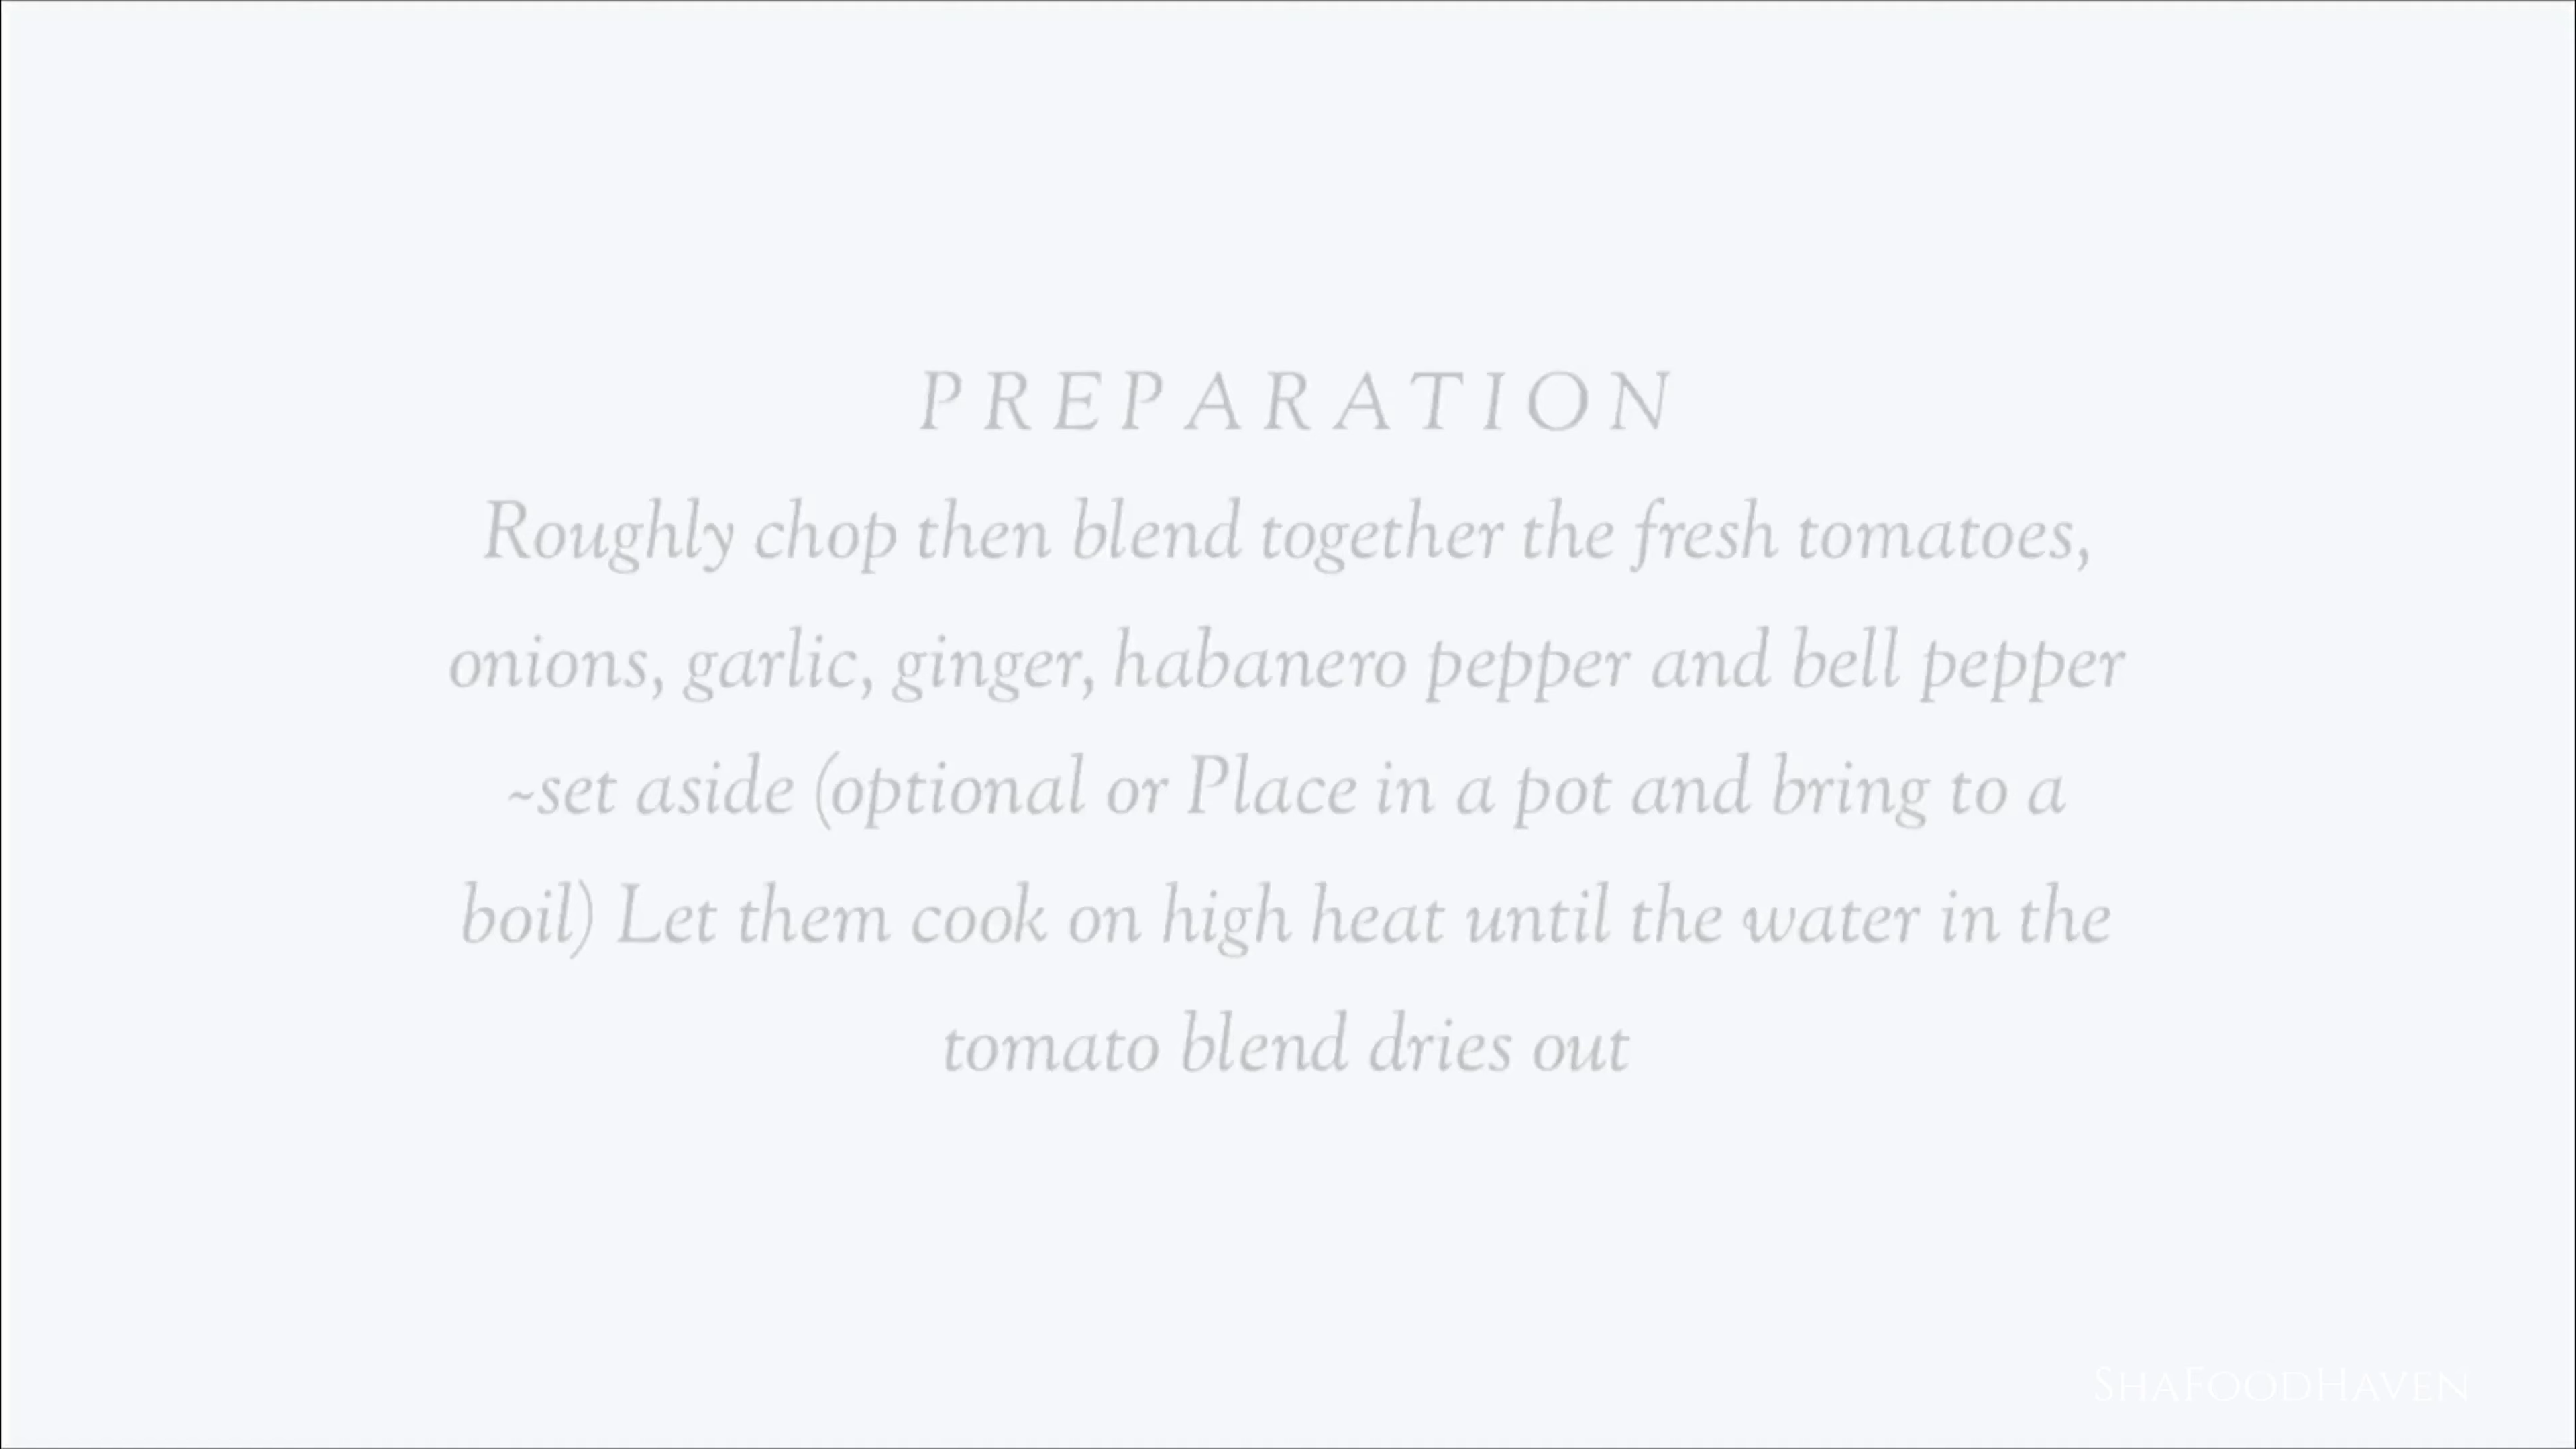 PREPARATION
Roughly chop then blend together the fresh tomatoes,
onions, garlic, ginger, habanero pepper and bell pepper
~set aside (optional or Place in a pot and bring to a
boil) Let them cook on high heat until the water in the
tomato blend dries out
SHAFOODHAVEN